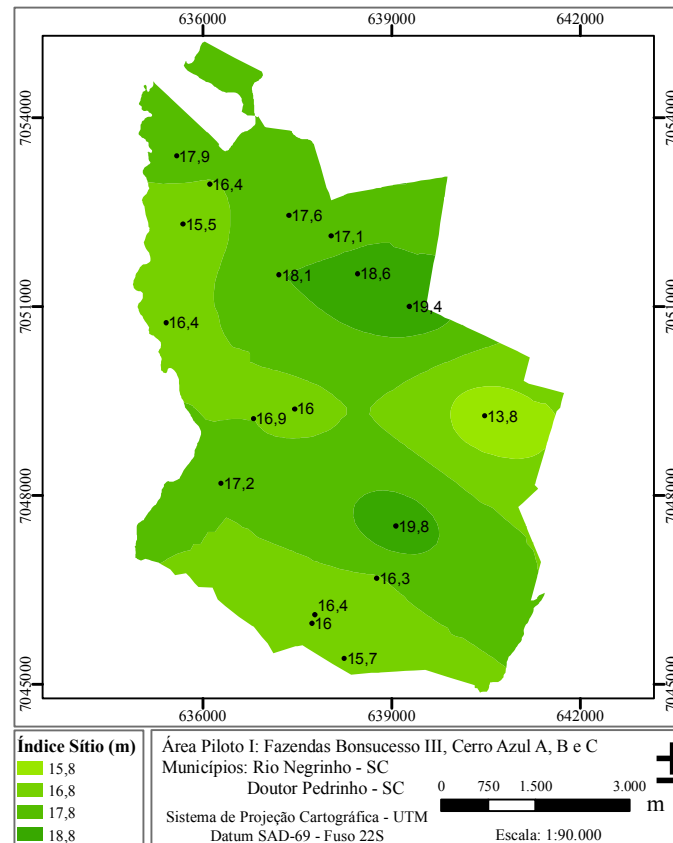 636000 639000 642000
7054000 7054000
17,9
16,4
17,6
15,5
17,1
18,1 18,6
7051000 7051000
19,4
16,4
16
16,9 13,8
17,2
7048000 7048000
19,8
16,3
16,4
16
15,7
7045000 7045000
636000 639000 642000
Índice Sítio (m)
15,8
16,8
17,8
18,8
Área Piloto I: Fazendas Bonsucesso III, Cerro Azul A, B e C
Municípios: Rio Negrinho - SC
Doutor Pedrinho - SC
0 750 1.500 3.000
m
Sistema de Projeção Cartográfica - UTM
Datum SAD-69 - Fuso 22S
Escala: 1:90.000